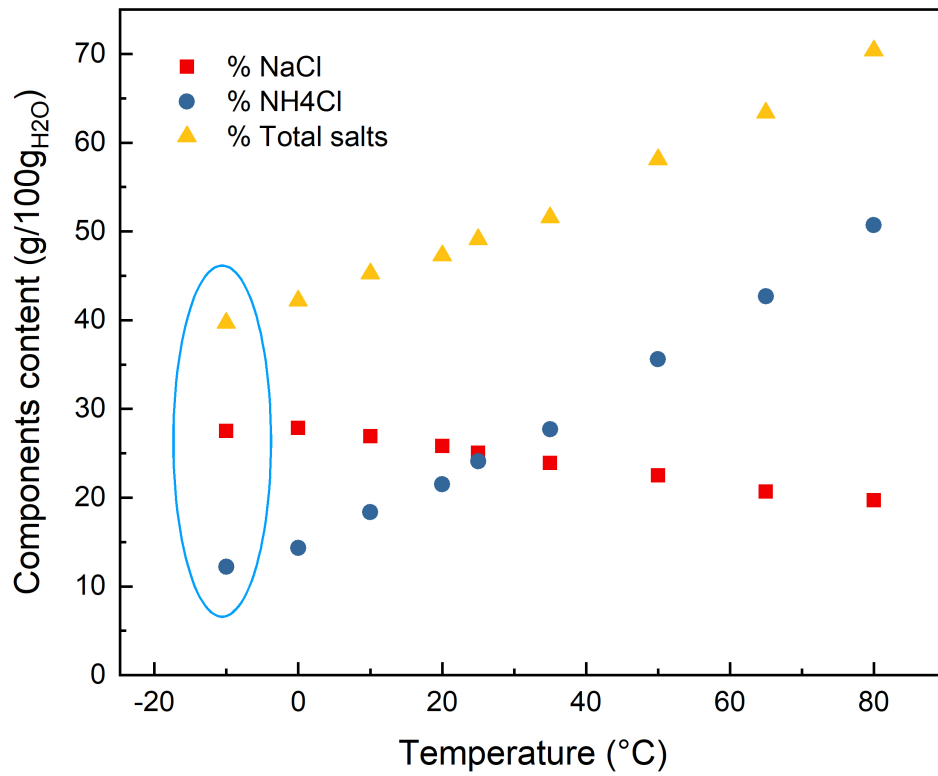 % NaCl
% NH4Cl
% Total salts
Components content (g/100gH2O)
70
60
50
40
30
20
10
0
-20 0 20 40 60 80
Temperature (°C)